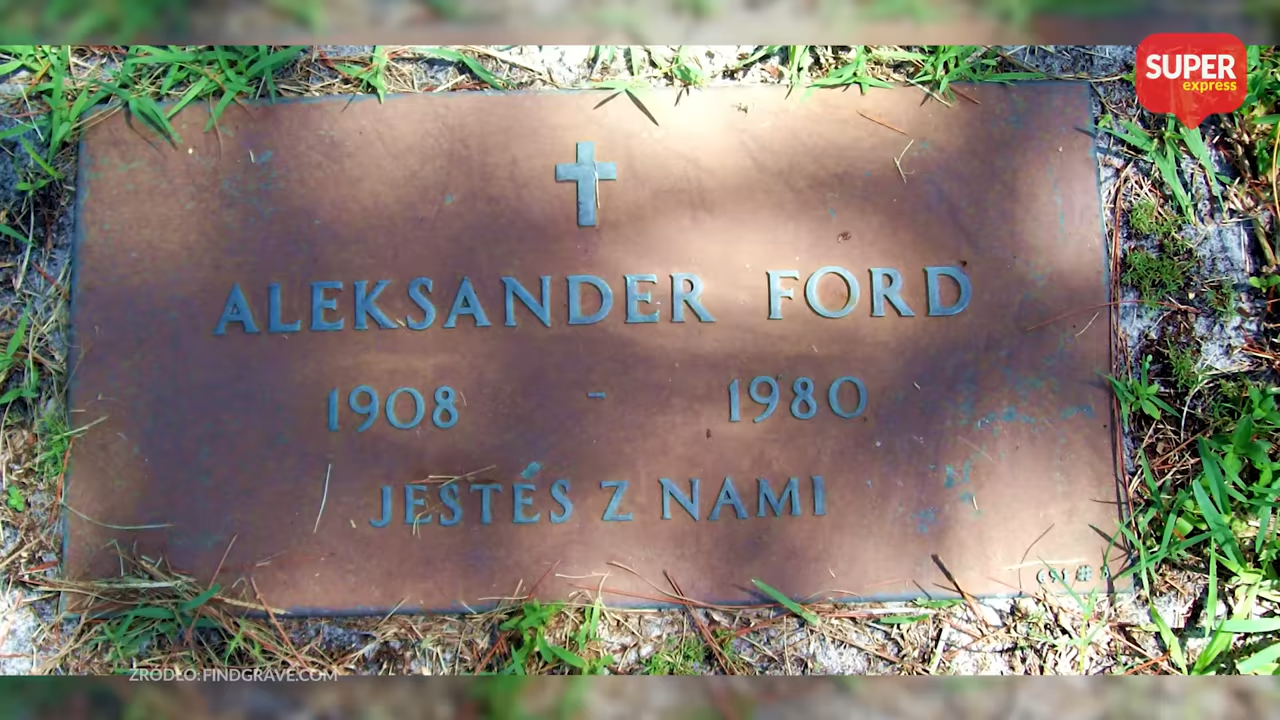 SUPER
express
ALEKSANDER FORD
1908 - 1980
JESTEŚ Z NAMI
ŹRÓDŁO: FINDGRAVE.COM